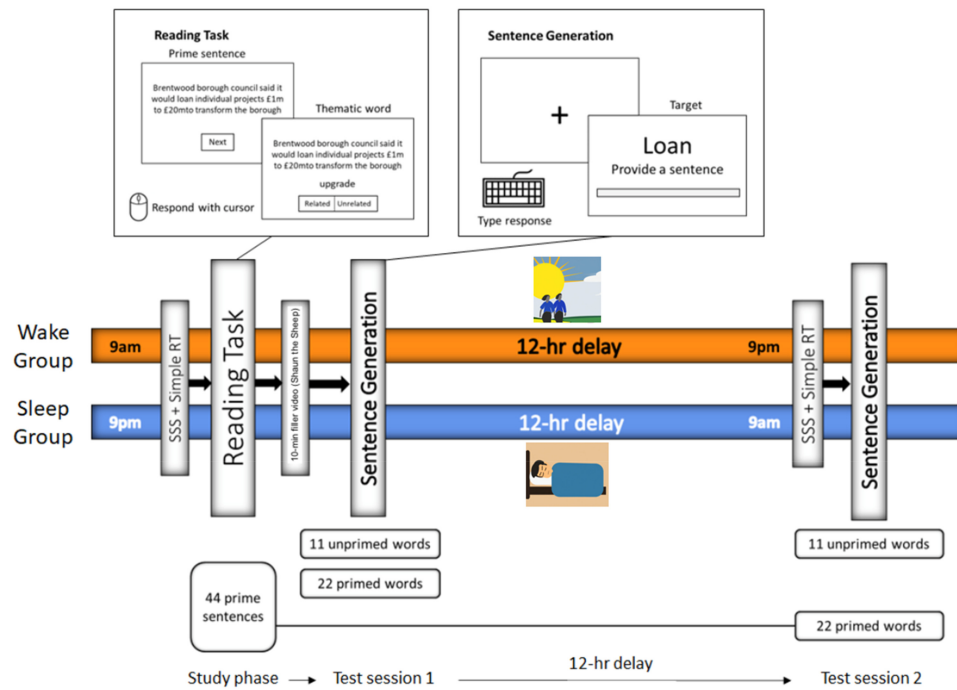 Reading Task
Prime sentence
Brentwood borough council said it
would loan individual projects £1m
to £20mto transform the borough
Next
Thematic word
Brentwood borough council said it
would loan individual projects £1m
to £20mto transform the borough
upgrade
Related Unrelated
Respond with cursor
Sentence Generation
Target
Loan
Provide a sentence
Type response
Wake
Group
9am
12-hr delay
9pm
Sleep
Group
9pm
12-hr delay
9am
SSS + Simple RT
Reading Task
10-min filler video (Shaun the Sheep)
Sentence Generation
SSS + Simple RT
Sentence Generation
11 unprimed words
22 primed words
11 unprimed words
44 prime
sentences
22 primed words
Study phase
Test session 1
12-hr delay
Test session 2